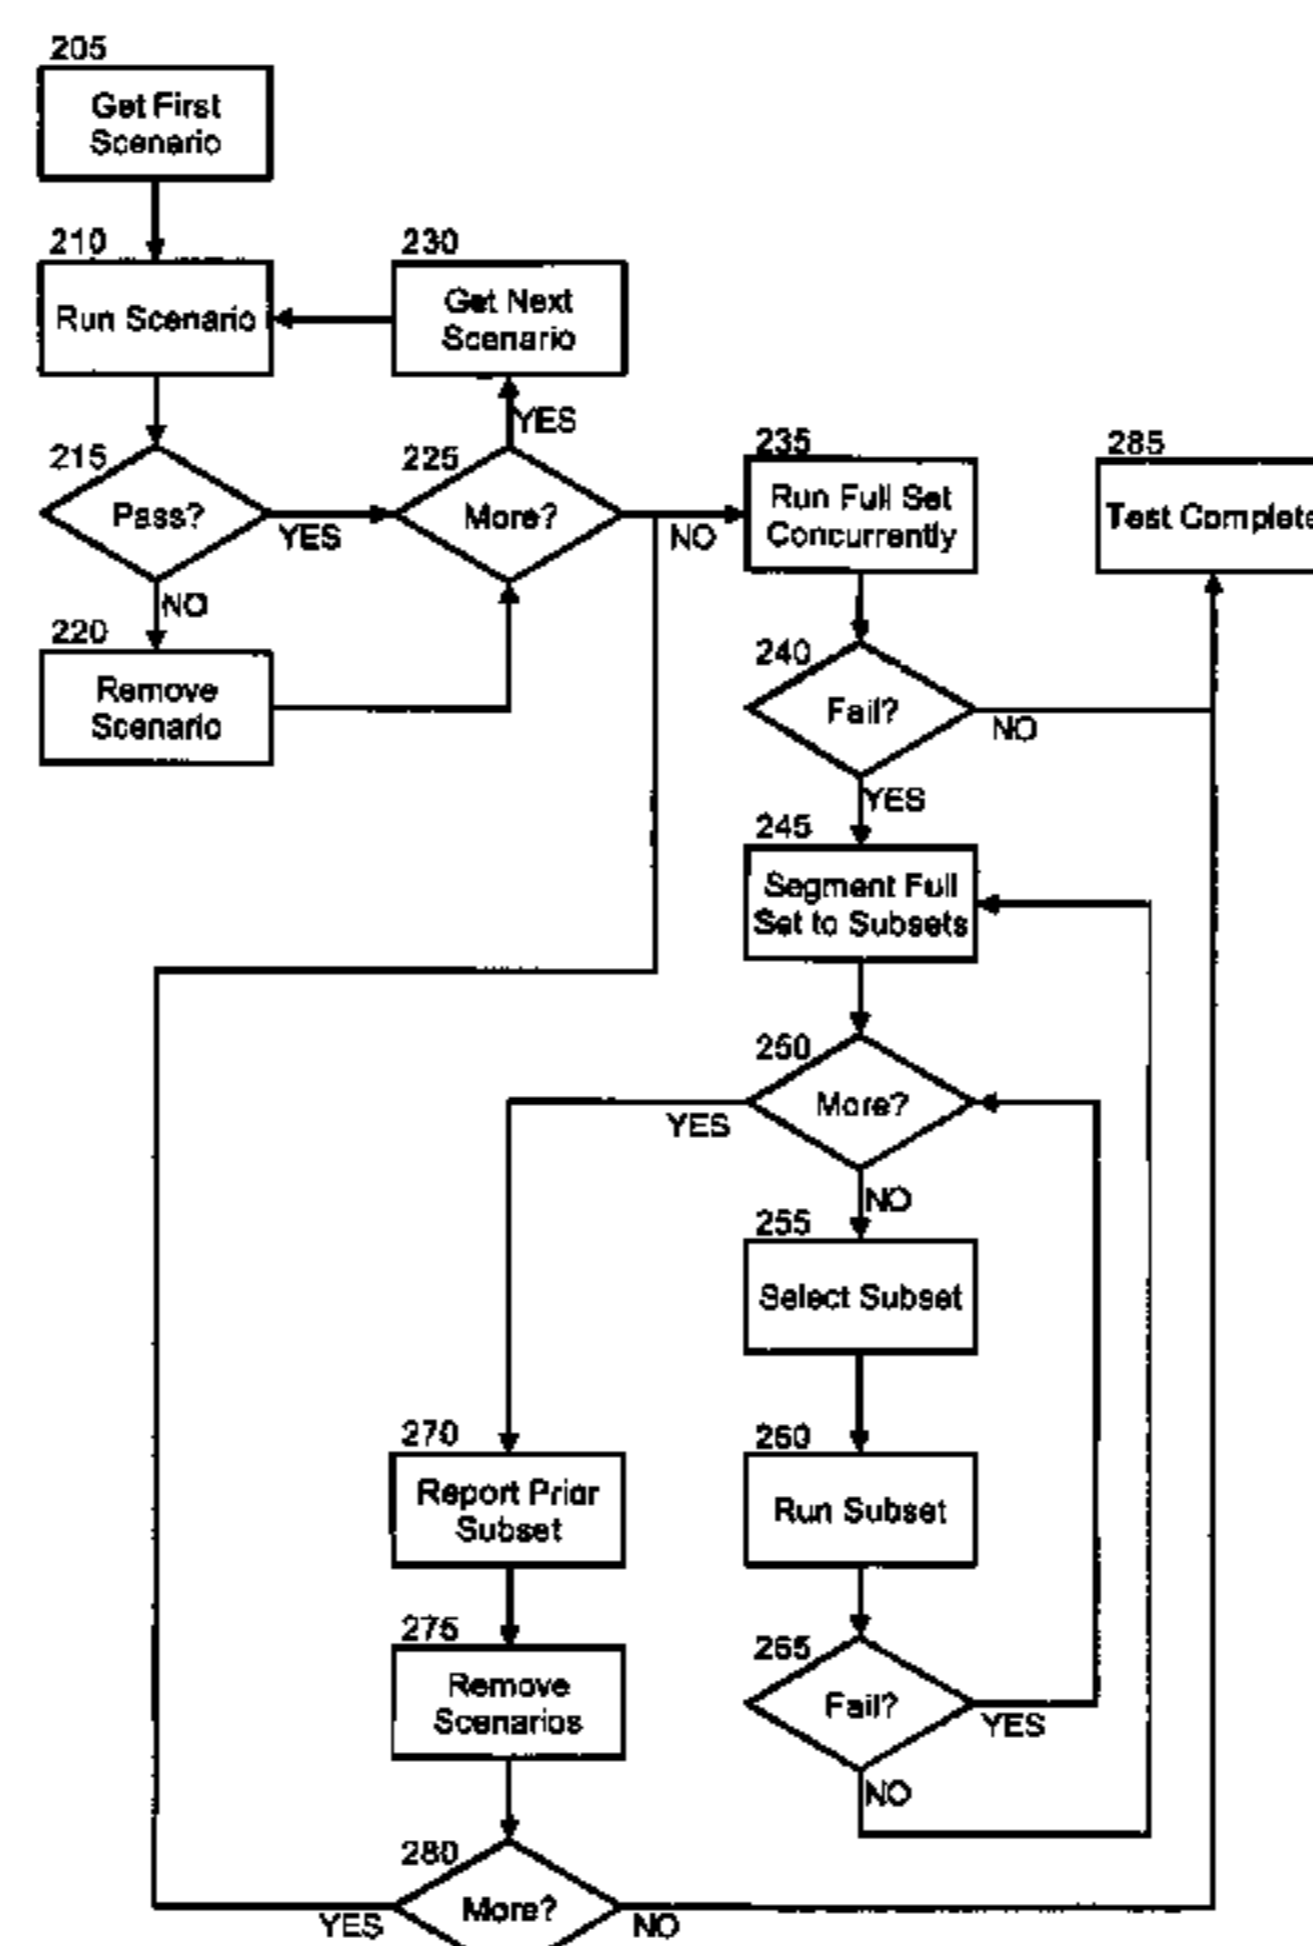 205
Get First
Scenario
210
Run Scenario
230
Get Next
Scenario
YES
215
Pass?
YES
225
More?
NO
235
Run Full Set
Concurrently
285
Test Complete
NO
220
Remove
Scenario
240
Fail?
NO
YES
245
Segment Full
Set to Subsets
250
More?
YES
NO
255
Select Subset
270
Report Prior
Subset
260
Run Subset
275
Remove
Scenarios
265
Fail?
YES
NO
280
More?
YES
NO